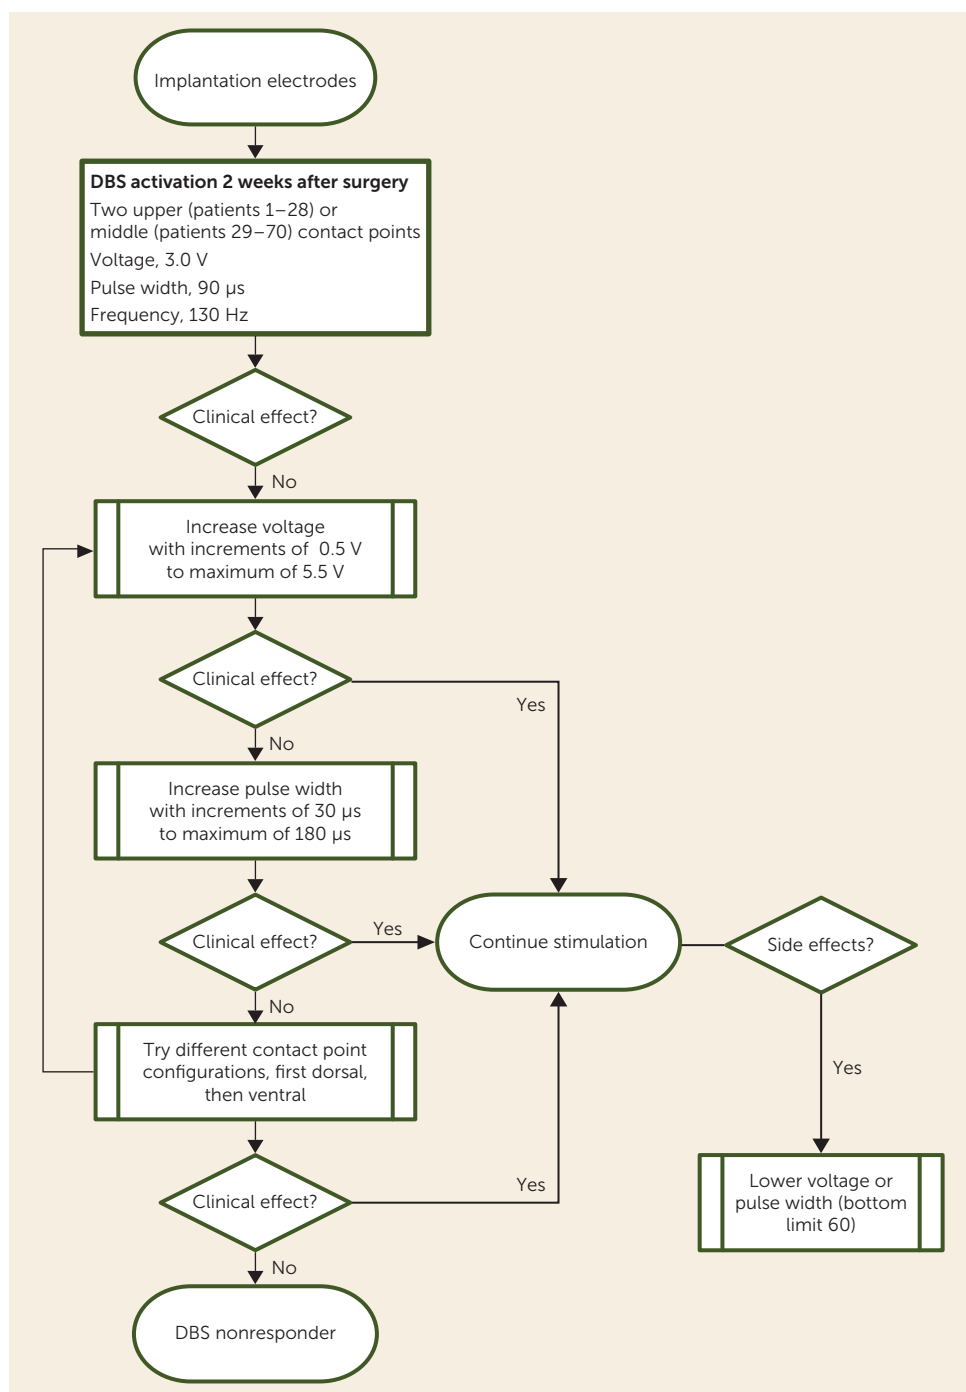 Implantation electrodes
DBS activation 2 weeks after surgery
Two upper (patients 1–28) or
middle (patients 29–70) contact points
Voltage, 3.0 V
Pulse width, 90 µs
Frequency, 130 Hz
Clinical effect?
No
Increase voltage
with increments of 0.5 V
to maximum of 5.5 V
Clinical effect?
Yes
No
Increase pulse width
with increments of 30 µs
to maximum of 180 µs
Clinical effect?
Yes
Continue stimulation
Side effects?
No
Try different contact point
configurations, first dorsal,
then ventral
Yes
Clinical effect?
Yes
Lower voltage or
pulse width (bottom
limit 60)
No
DBS nonresponder